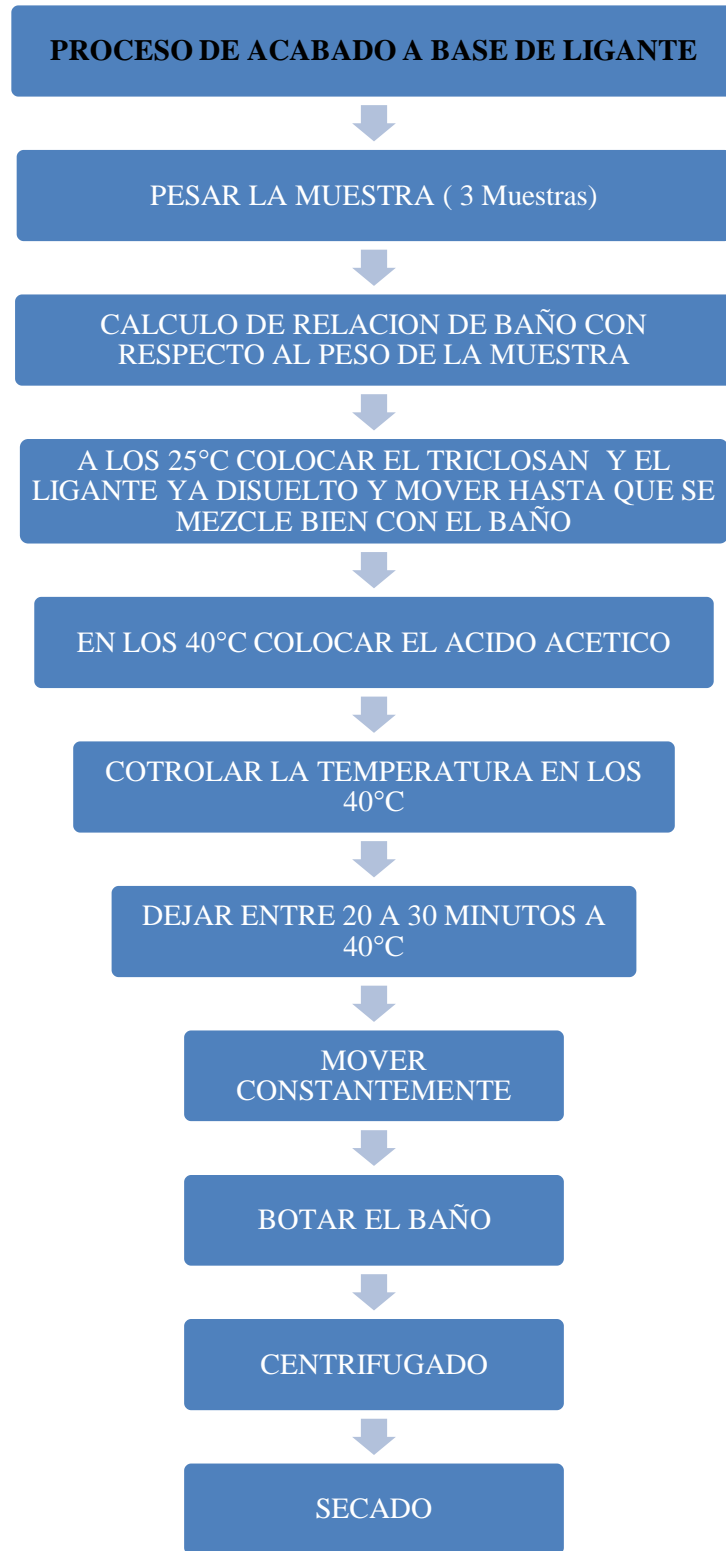 PROCESO DE ACABADO A BASE DE LIGANTE
PESAR LA MUESTRA ( 3 Muestras)
CALCULO DE RELACION DE BAÑO CON
RESPECTO AL PESO DE LA MUESTRA
A LOS 25°C COLOCAR EL TRICLOSAN Y EL
LIGANTE YA DISUELTO Y MOVER HASTA QUE SE
MEZCLE BIEN CON EL BAÑO
EN LOS 40°C COLOCAR EL ACIDO ACETICO
COTROLAR LA TEMPERATURA EN LOS
40°C
DEJAR ENTRE 20 A 30 MINUTOS A
40°C
MOVER
CONSTANTEMENTE
BOTAR EL BAÑO
CENTRIFUGADO
SECADO